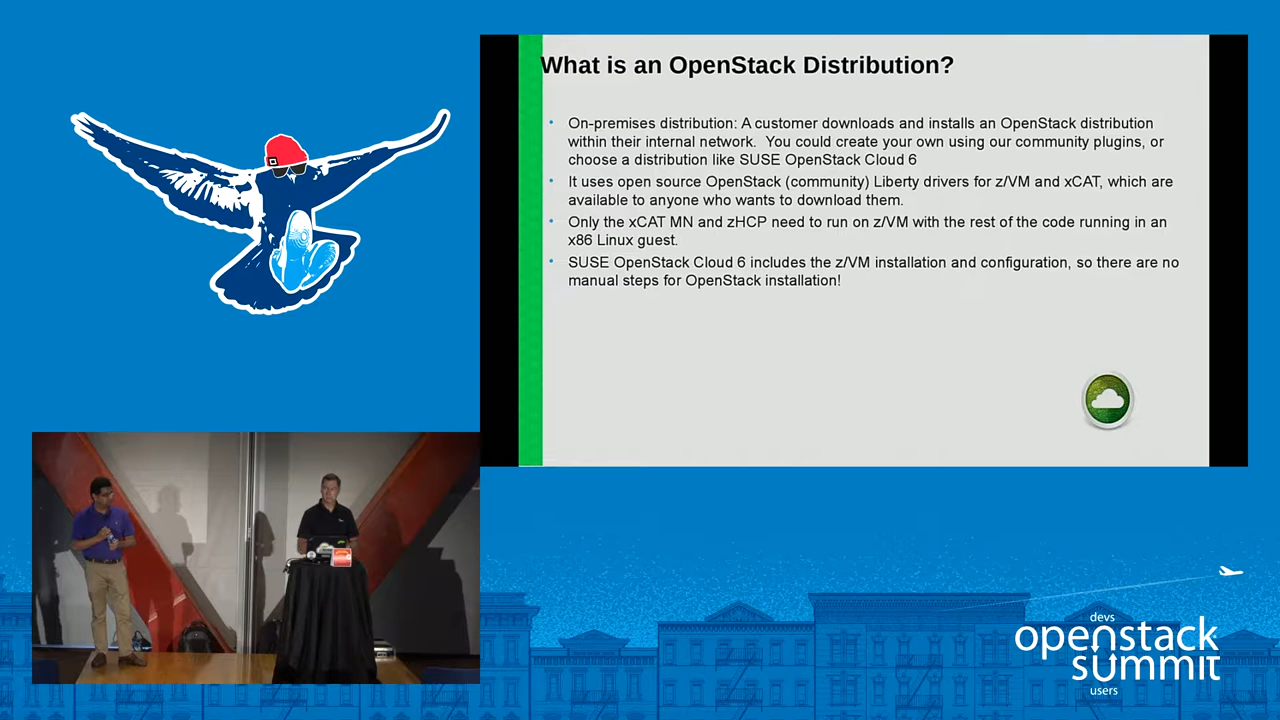 What is an OpenStack Distribution?
On-premises distribution: A customer downloads and installs an OpenStack distribution
within their internal network.  You could create your own using our community plugins, or
choose a distribution like SUSE OpenStack Cloud 6
It uses open source OpenStack (community) Liberty drivers for z/VM and xCAT, which are
available to anyone who wants to download them.
Only the xCAT MN and zHCP need to run on z/VM with the rest of the code running in an
x86 Linux guest.
SUSE OpenStack Cloud 6 includes the z/VM installation and configuration, so there are no
manual steps for OpenStack installation!
devs
openstack
summit
users